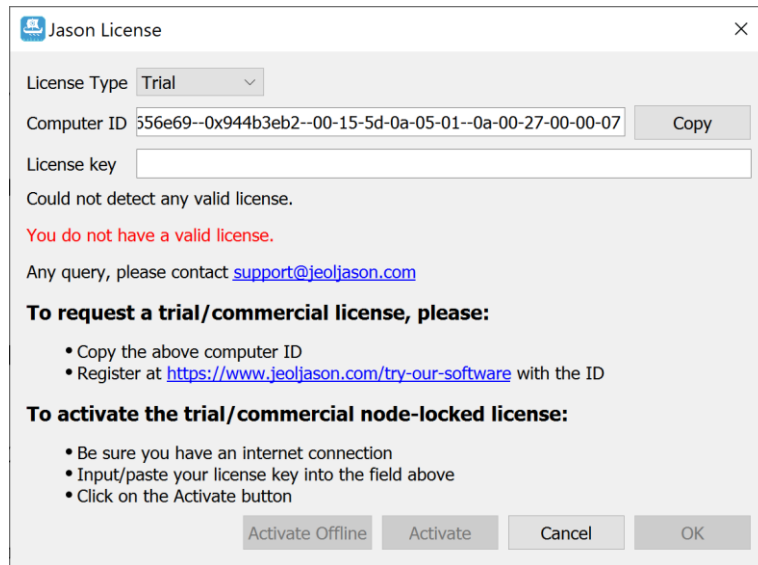 Jason License
License Type Trial
Computer ID 556e69--0x944b3eb2--00-15-5d-0a-05-01--0a-00-27-00-00-07 Copy
License key
Could not detect any valid license.
You do not have a valid license.
Any query, please contact support@jeoljason.com
To request a trial/commercial license, please:
• Copy the above computer ID
• Register at https://www.jeoljason.com/try-our-software with the ID
To activate the trial/commercial node-locked license:
• Be sure you have an internet connection
• Input/paste your license key into the field above
• Click on the Activate button
Activate Offline Activate Cancel OK